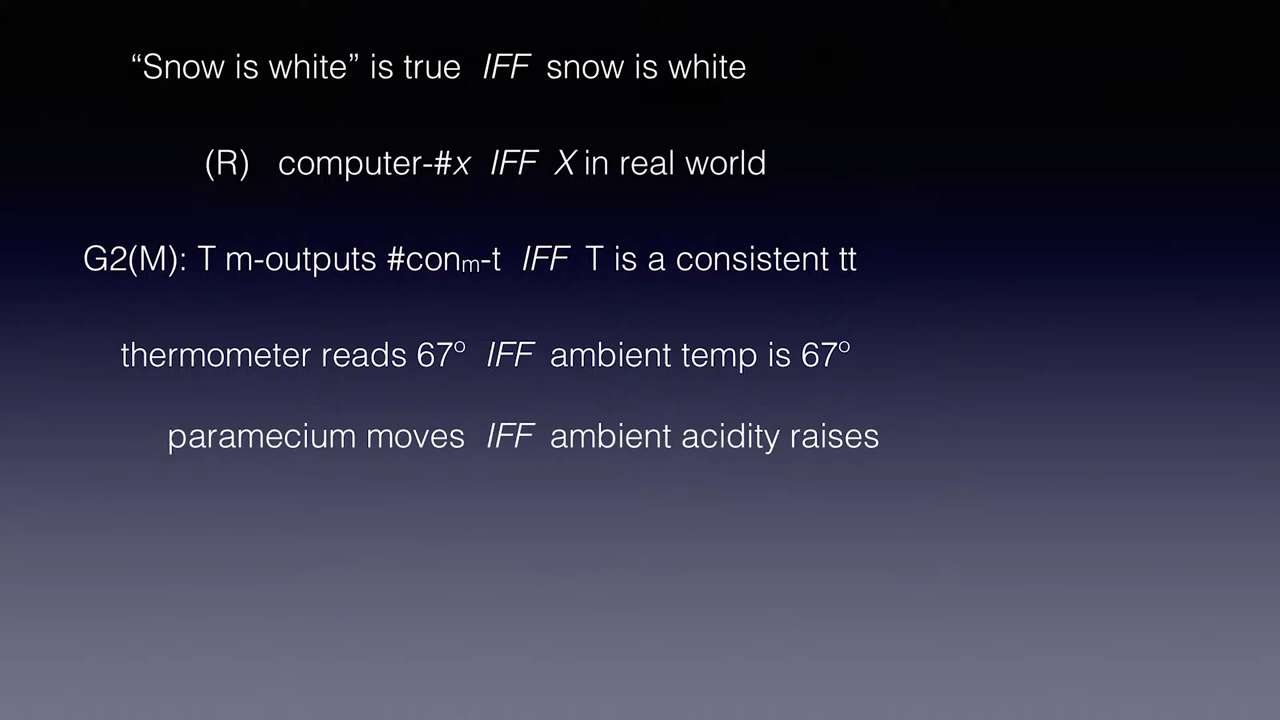 “Snow is white” is true IFF snow is white
(R) computer-#x IFF X in real world
G2(M): T m-outputs #conₘ-t IFF T is a consistent tt
thermometer reads 67° IFF ambient temp is 67°
paramecium moves IFF ambient acidity raises